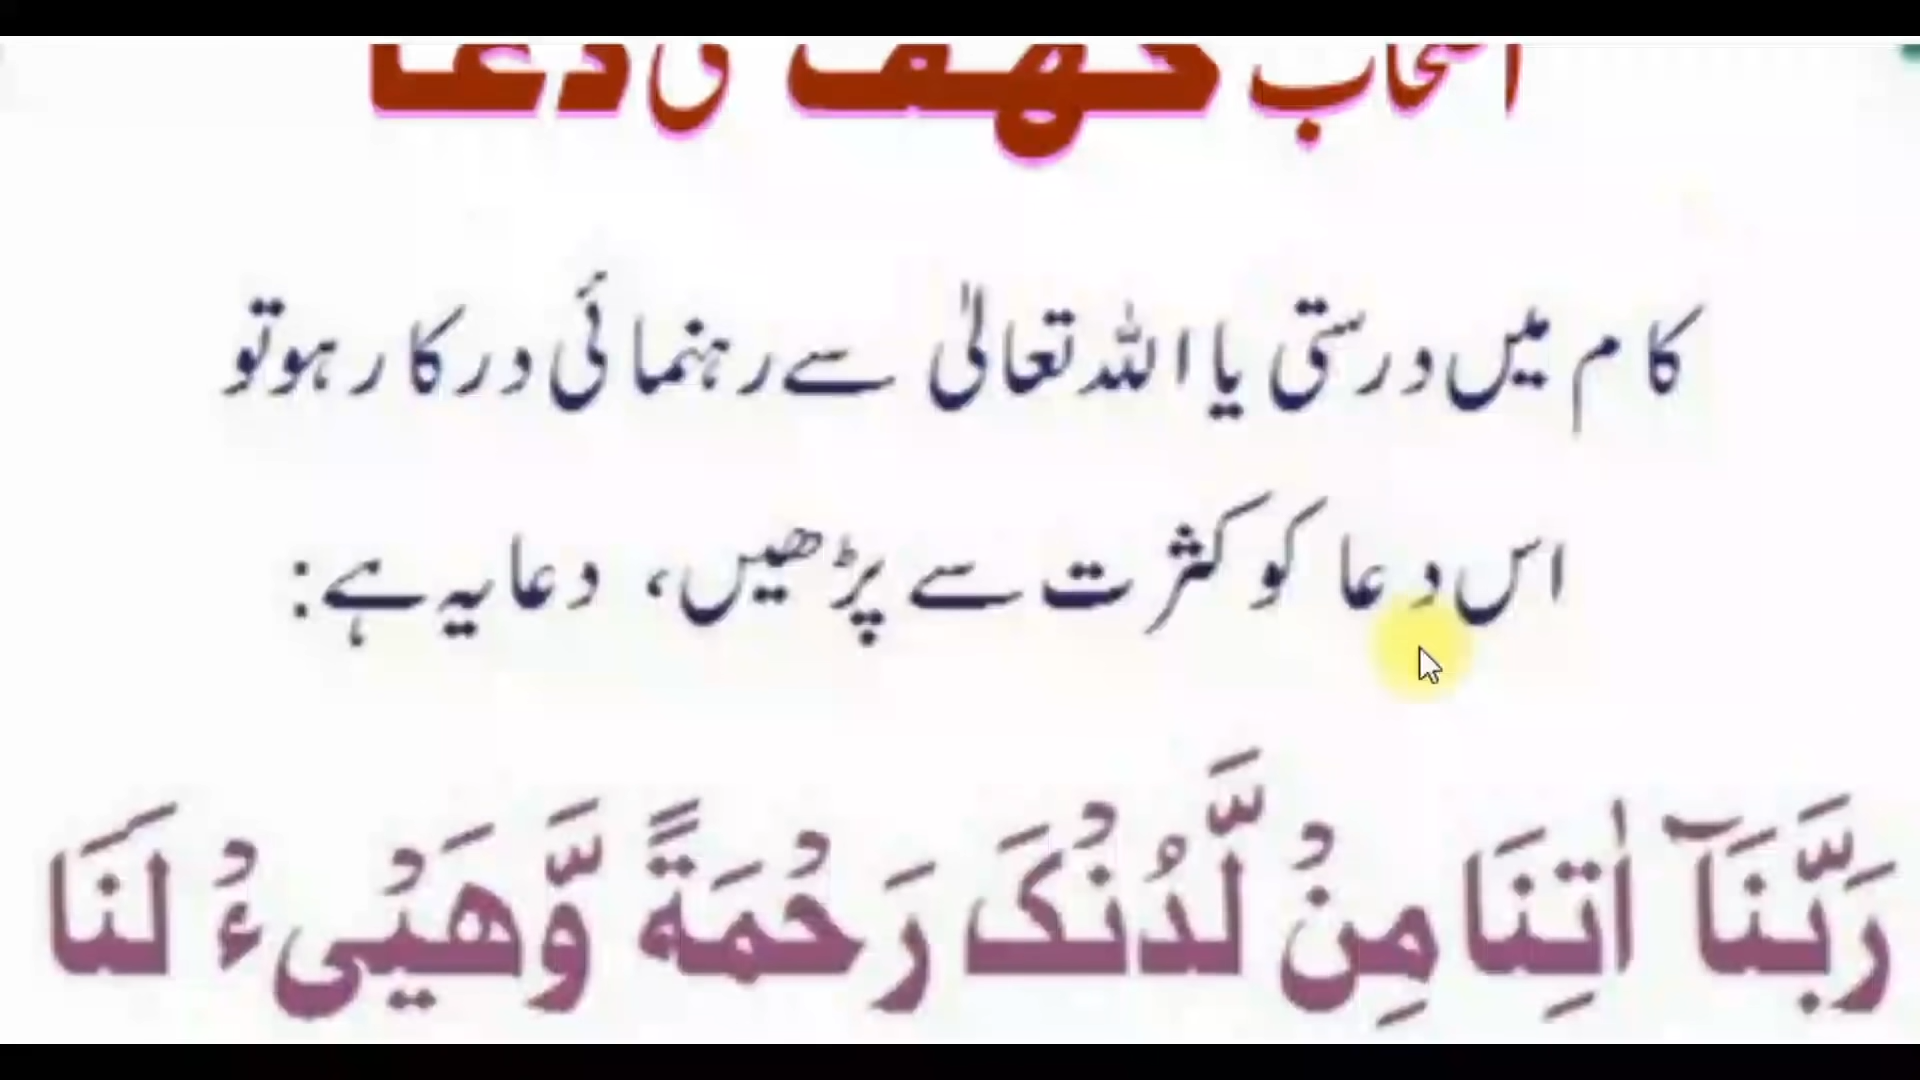 اصحاب کہف کی دعا
کام میں درستی یا اللہ تعالیٰ سے رہنمائی درکار ہو تو
اس دعا کو کثرت سے پڑھیں، دعا یہ ہے:
رَبَّنَآ اٰتِنَا مِنْ لَّدُنْکَ رَحْمَةً وَّهَیِّیءْ لَنَا